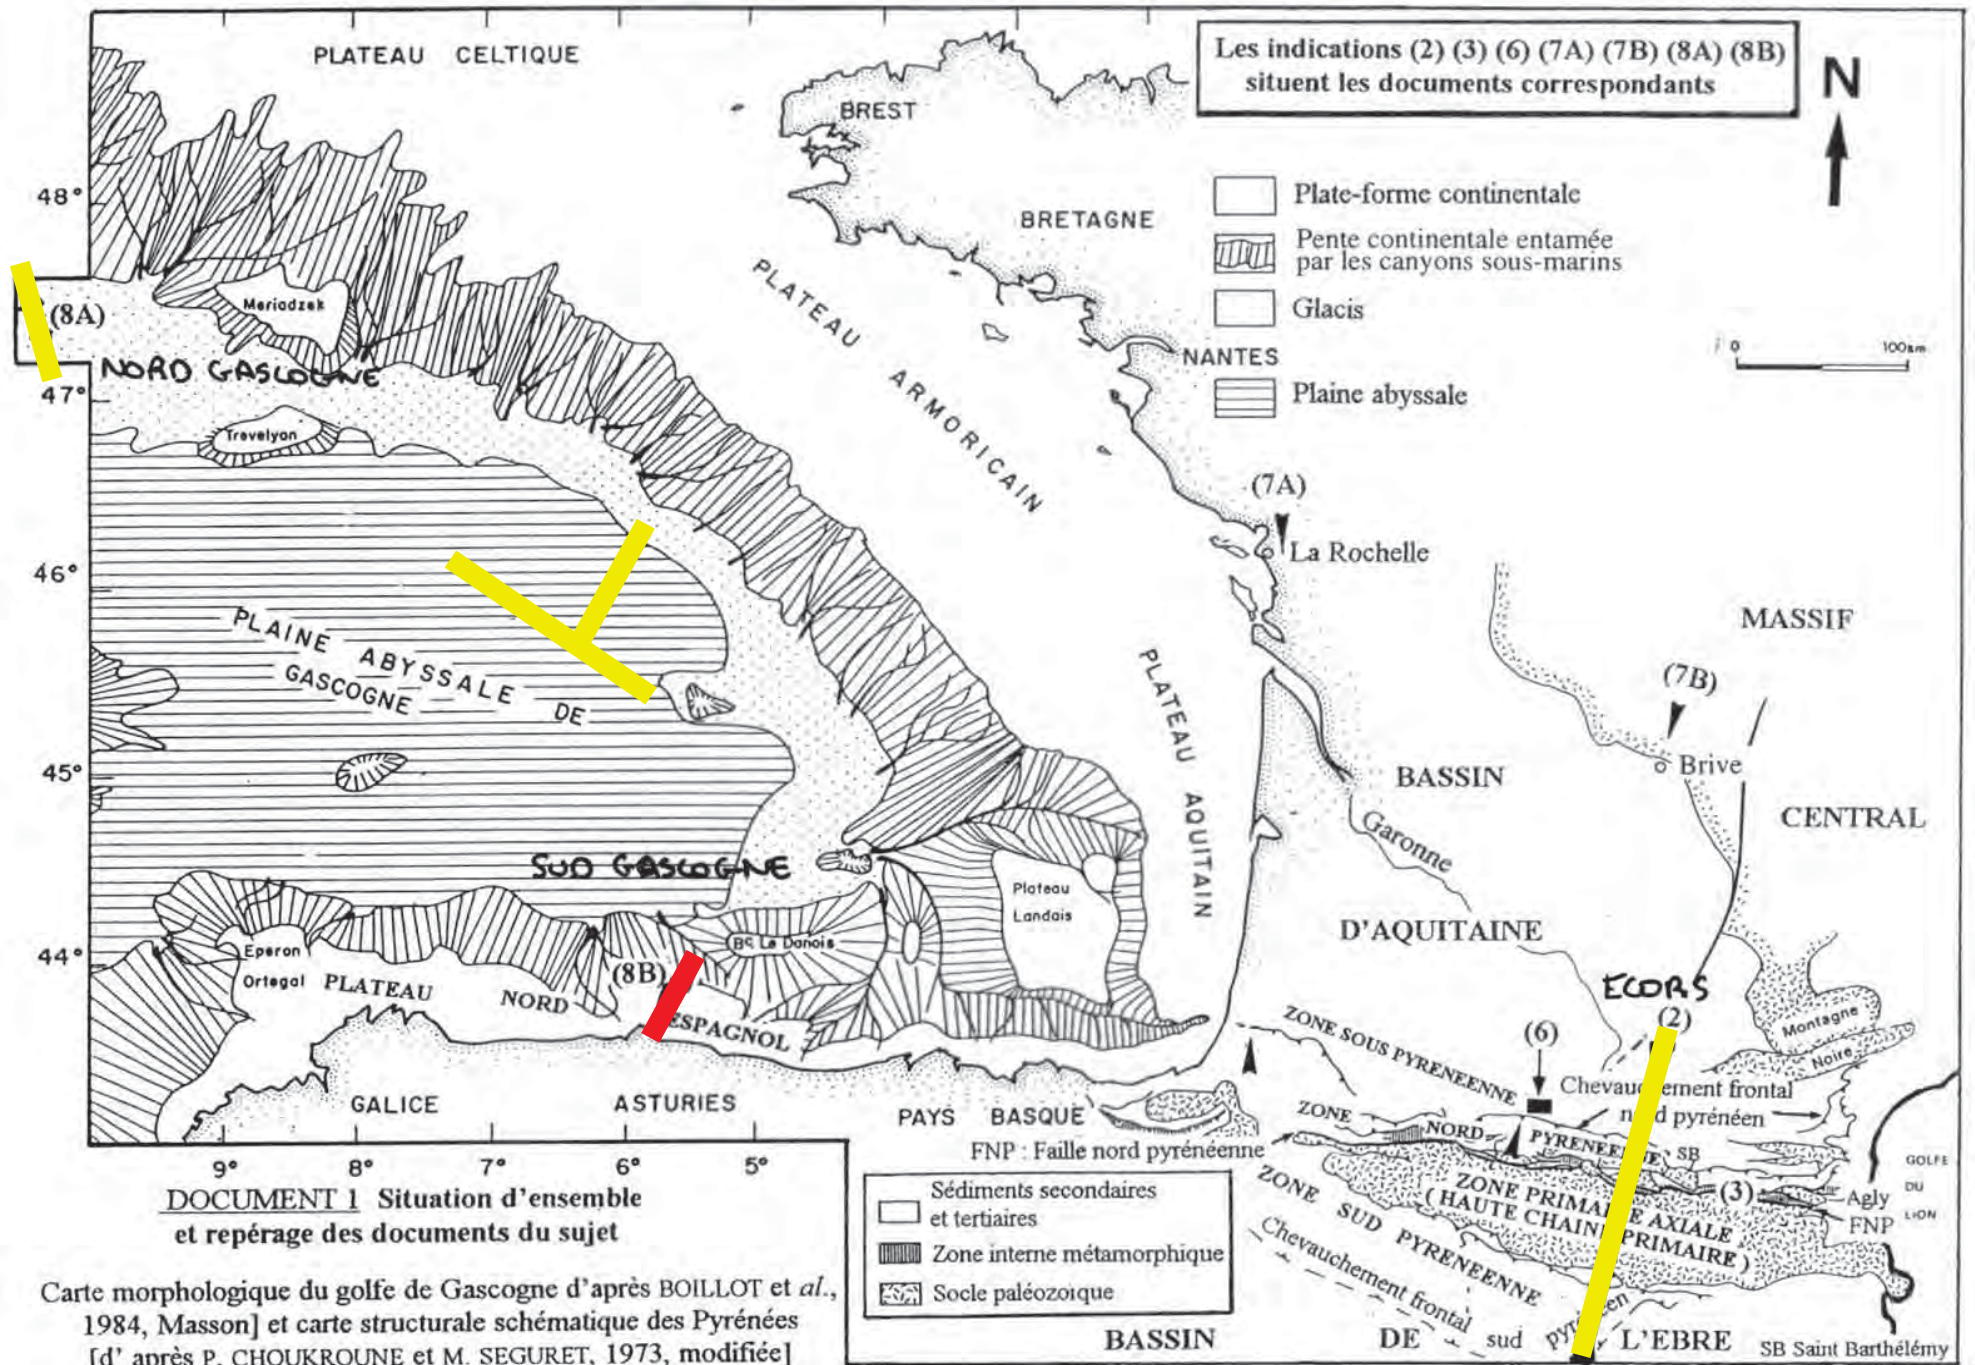 PLATEAU CELTIQUE
Les indications (2) (3) (6) (7A) (7B) (8A) (8B)
situent les documents correspondants
N
BREST
BRETAGNE
Plate-forme continentale
Pente continentale entamée
par les canyons sous-marins
Glacis
Plaine abyssale
0 100km
48°
47°
46°
45°
44°
(8A)
Meriadzek
NORD GASCOGNE
Trevelyan
PLATEAU ARMORICAIN
NANTES
(7A)
La Rochelle
MASSIF
CENTRAL
(7B)
Brive
PLAINE ABYSSALE DE
GASCOGNE
PLATEAU AQUITAIN
BASSIN
D'AQUITAINE
Garonne
SUD GASCOGNE
Plateau
Landais
Bc Le Danois
Eperon
Ortegal
PLATEAU NORD ESPAGNOL
(8B)
ECORS
(2)
(6)
Montagne
Noire
ZONE SOUS PYRENEENNE
Chevauchement frontal
nord pyrénéen
GALICE
ASTURIES
PAYS BASQUE
ZONE NORD PYRENEENNE
SB
FNP : Faille nord pyrénéenne
9°
8°
7°
6°
5°
ZONE PRIMAIRE AXIALE
(HAUTE CHAINE PRIMAIRE)
(3)
Agly
FNP
GOLFE
DU
LION
ZONE SUD PYRENEENNE
Chevauchement frontal sud pyrénéen
BASSIN DE L'EBRE
SB Saint Barthélémy
Sédiments secondaires
et tertiaires
Zone interne métamorphique
Socle paléozoïque
DOCUMENT 1 Situation d'ensemble
et repérage des documents du sujet
Carte morphologique du golfe de Gascogne d'après BOILLOT et al.,
1984, Masson] et carte structurale schématique des Pyrénées
[d' après P. CHOUKROUNE et M. SEGURET, 1973, modifiée]